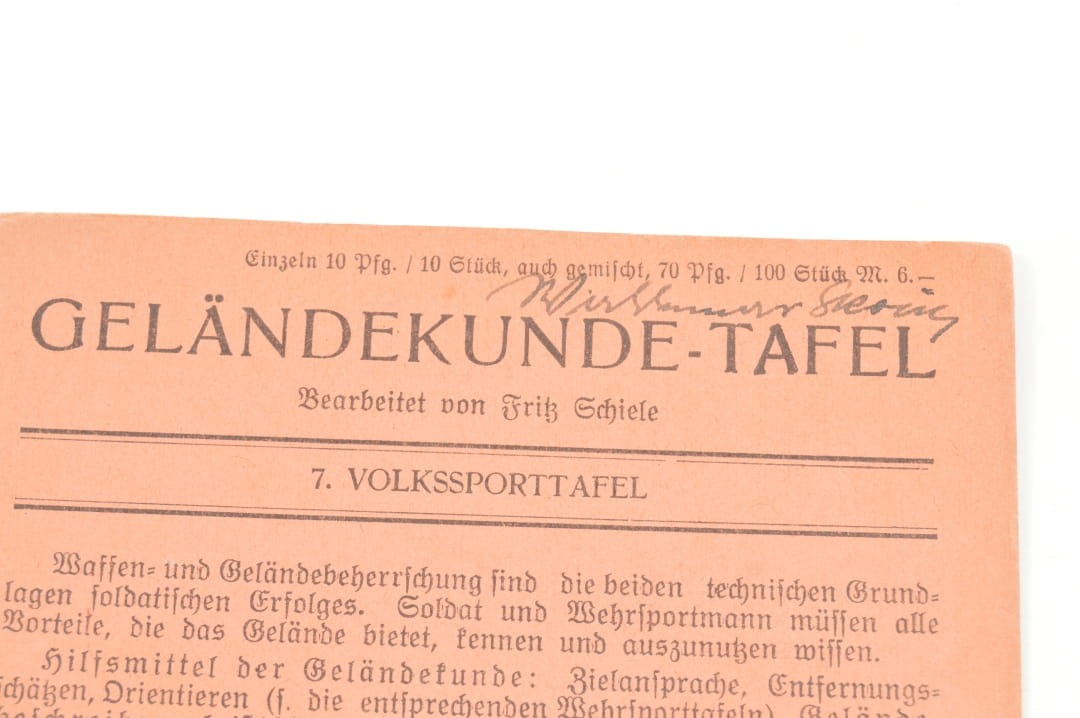 Einzeln 10 Pfg. / 10 Stück, auch gemischt, 70 Pfg. / 100 Stück M. 6.—
GELÄNDEKUNDE-TAFEL
Bearbeitet von Fritz Schiele
7. VOLKSSPORTTAFEL
Waffen- und Geländebeherrſchung ſind die beiden techniſchen Grund-
lagen ſoldatiſchen Erfolges. Soldat und Wehrſportmann müſſen alle
Vorteile, die das Gelände bietet, kennen und auszunutzen wiſſen.
Hilfsmittel der Geländekunde: Zielanſprache, Entfernungs-
ſchätzen, Orientieren (ſ. die entſprechenden Wehrſporttafeln), Gelände-